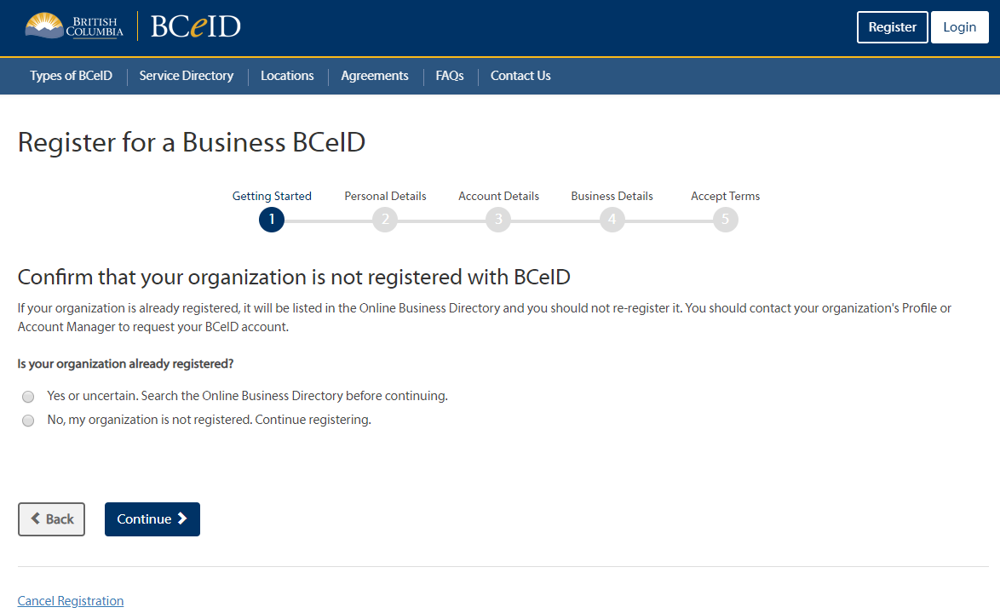 BRITISH
COLUMBIA
BCeID
Register
Login
Types of BCeID
Service Directory
Locations
Agreements
FAQs
Contact Us
Register for a Business BCeID
Getting Started
Personal Details
Account Details
Business Details
Accept Terms
1
2
3
4
5
Confirm that your organization is not registered with BCeID
If your organization is already registered, it will be listed in the Online Business Directory and you should not re-register it. You should contact your organization's Profile or
Account Manager to request your BCeID account.
Is your organization already registered?
Yes or uncertain. Search the Online Business Directory before continuing.
No, my organization is not registered. Continue registering.
Back
Continue
Cancel Registration